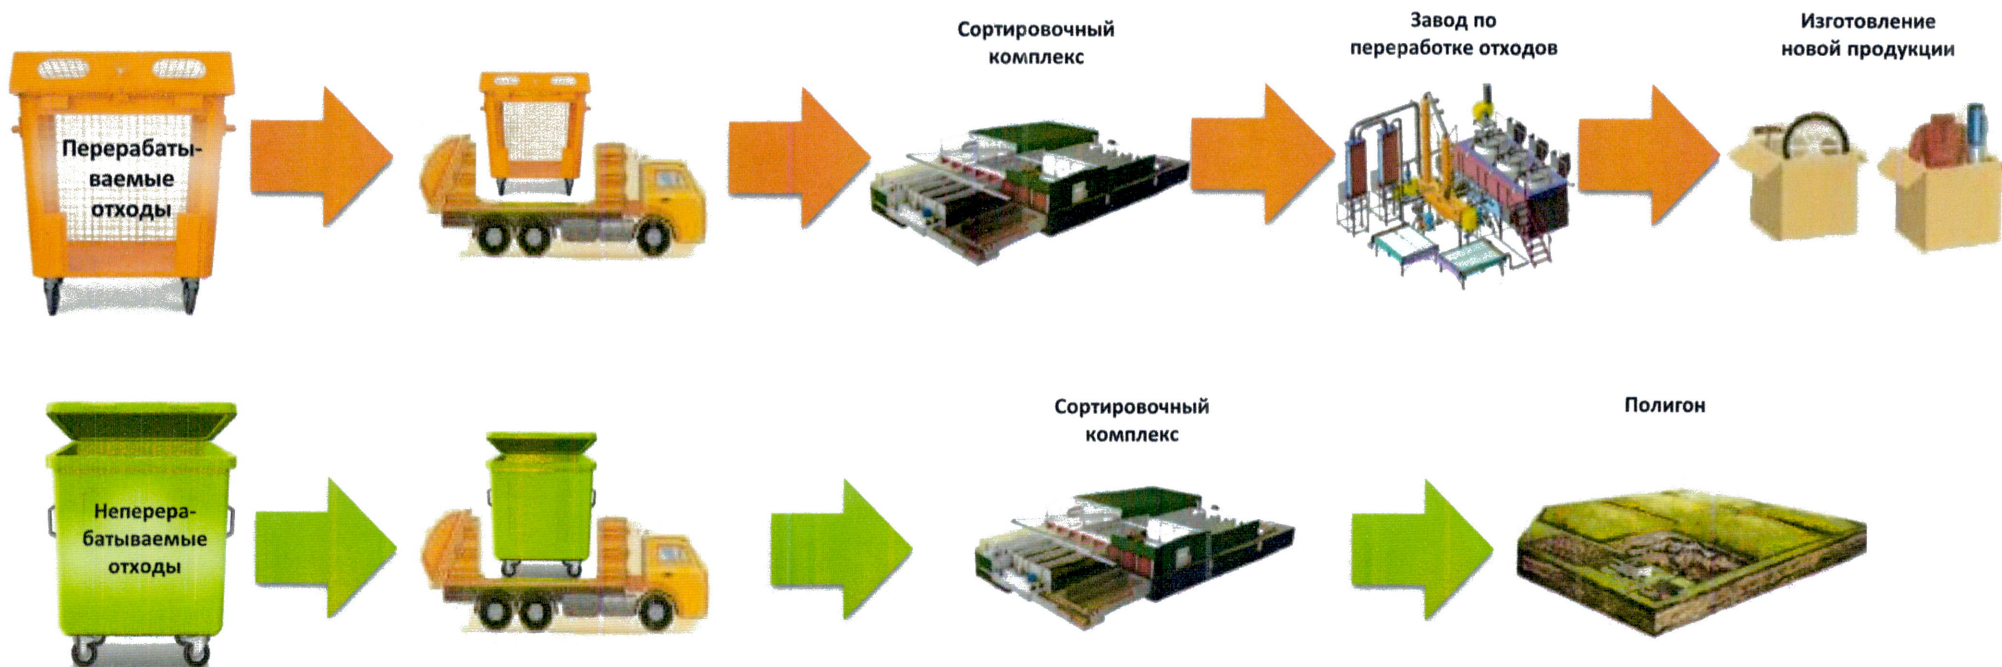 Перерабаты-
ваемые
отходы
Сортировочный
комплекс
Завод по
переработке отходов
Изготовление
новой продукции
Неперера-
батываемые
отходы
Сортировочный
комплекс
Полигон